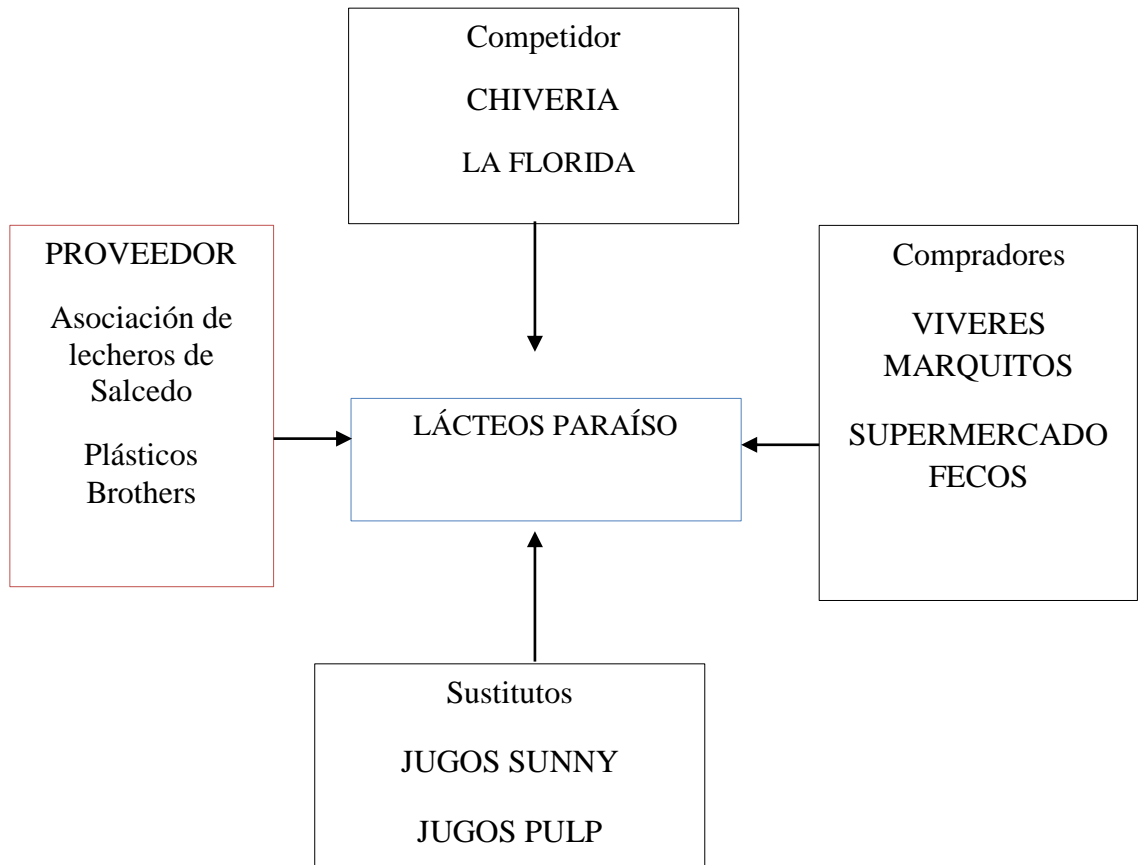 Competidor
CHIVERIA
LA FLORIDA
PROVEEDOR
Asociación de
lecheros de
Salcedo
Plásticos
Brothers
LÁCTEOS PARAÍSO
Compradores
VIVERES
MARQUITOS
SUPERMERCADO
FECOS
Sustitutos
JUGOS SUNNY
JUGOS PULP